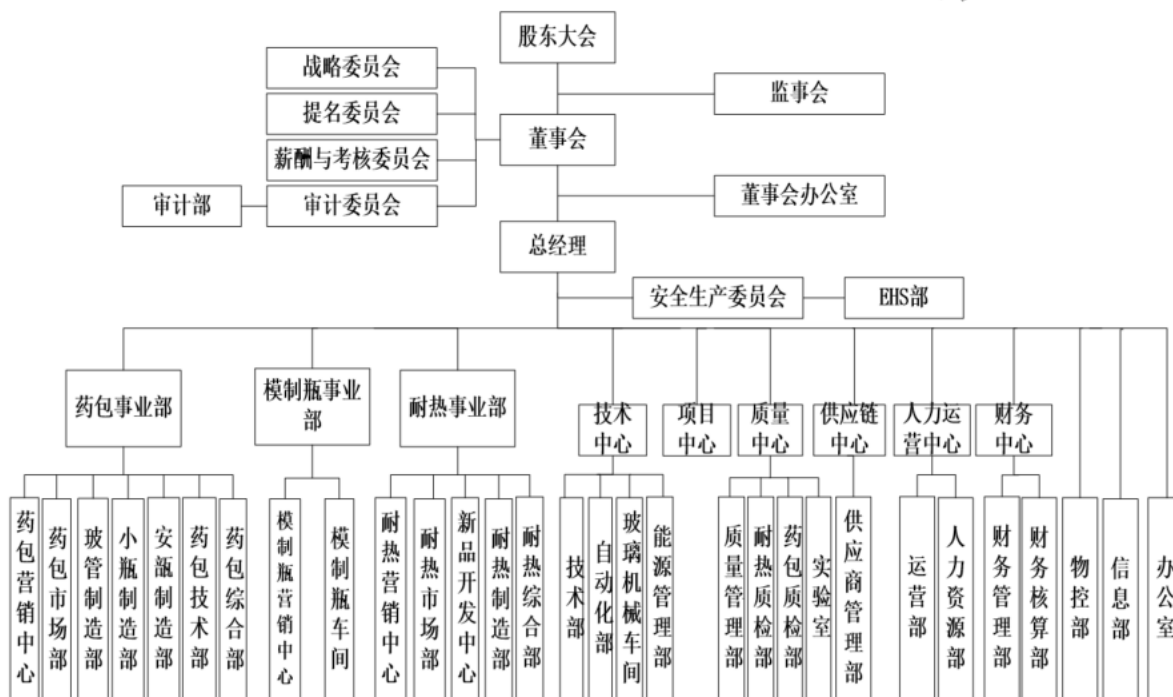 股东大会
战略委员会
监事会
提名委员会
董事会
薪酬与考核委员会
审计部
审计委员会
董事会办公室
总经理
安全生产委员会
EHS部
药包事业部
模制瓶事业
部
耐热事业部
技术
中心
项目
中心
质量
中心
供应链
中心
人力运
营中心
财务
中心
药包营销中心
药包市场部
玻管制造部
小瓶制造部
安瓿制造部
药包技术部
药包综合部
模制瓶营销中心
模制瓶车间
耐热营销中心
耐热市场部
新品开发中心
耐热制造部
耐热综合部
技术部
自动化部
玻璃机械车间
能源管理部
质量管理部
耐热质检部
药包质检部
实验室
供应商管理部
运营部
人力资源部
财务管理部
财务核算部
物控部
信息部
办公室